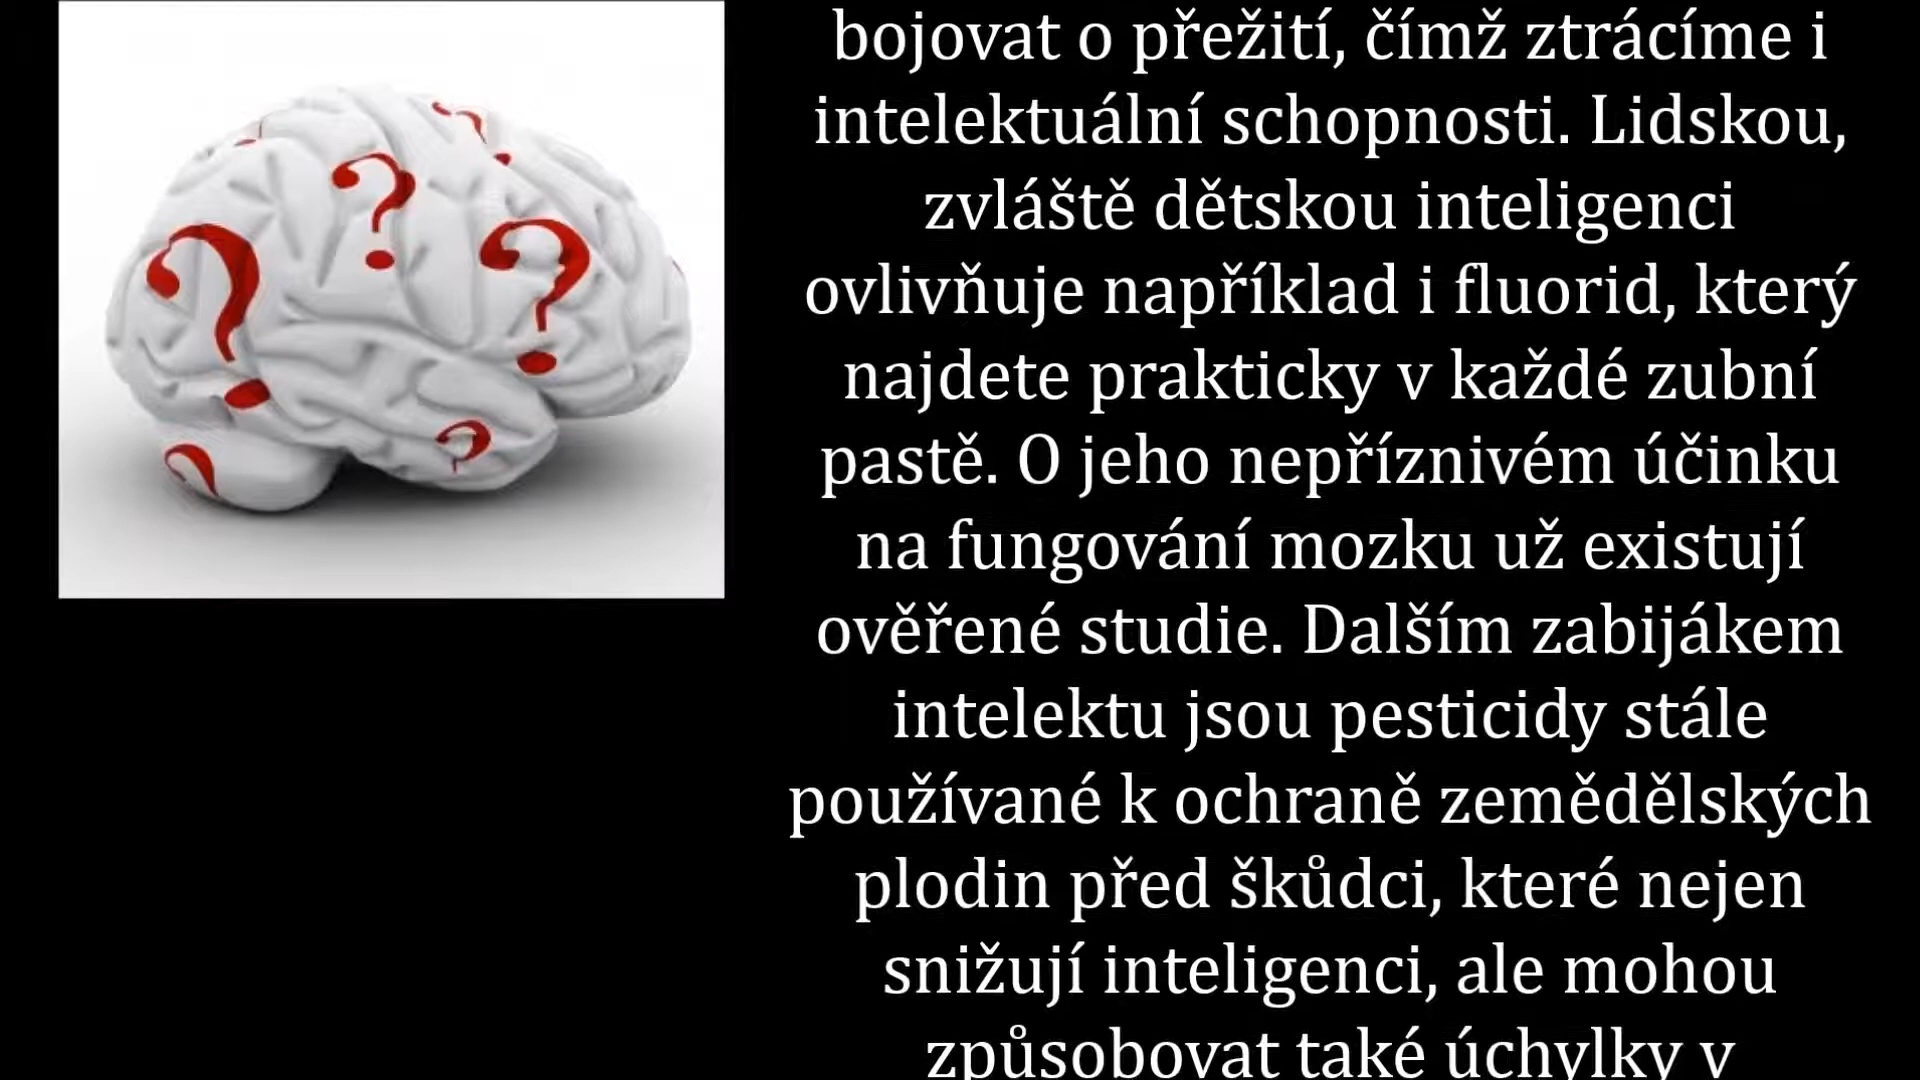 bojovat o přežití, čímž ztrácíme i
intelektuální schopnosti. Lidskou,
zvláště dětskou inteligenci
ovlivňuje například i fluorid, který
najdete prakticky v každé zubní
pastě. O jeho nepříznivém účinku
na fungování mozku už existují
ověřené studie. Dalším zabijákem
intelektu jsou pesticidy stále
používané k ochraně zemědělských
plodin před škůdci, které nejen
snižují inteligenci, ale mohou
způsobovat také úchylky v